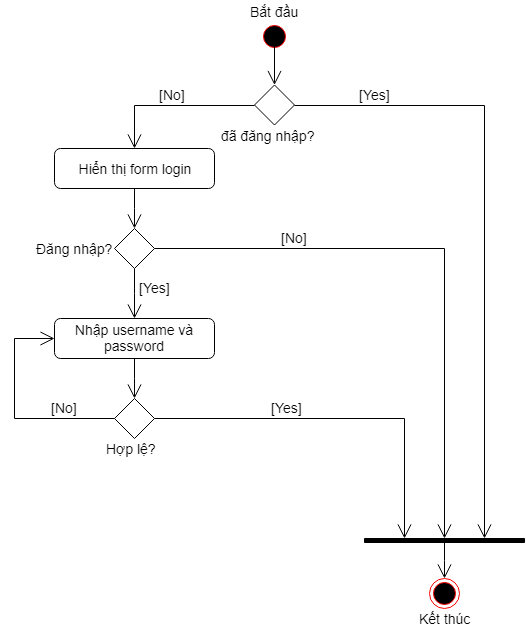 Bắt đầu
[No]
[Yes]
đã đăng nhập?
Hiển thị form login
Đăng nhập?
[No]
[Yes]
Nhập username và
password
[No]
[Yes]
Hợp lệ?
Kết thúc